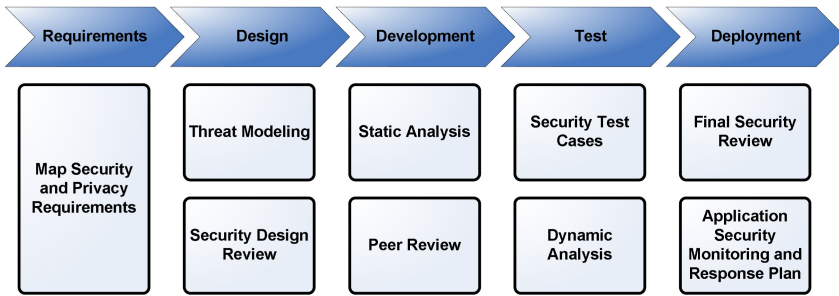 Requirements
Design
Development
Test
Deployment
Map Security
and Privacy
Requirements
Threat Modeling
Security Design
Review
Static Analysis
Peer Review
Security Test
Cases
Dynamic
Analysis
Final Security
Review
Application
Security
Monitoring and
Response Plan